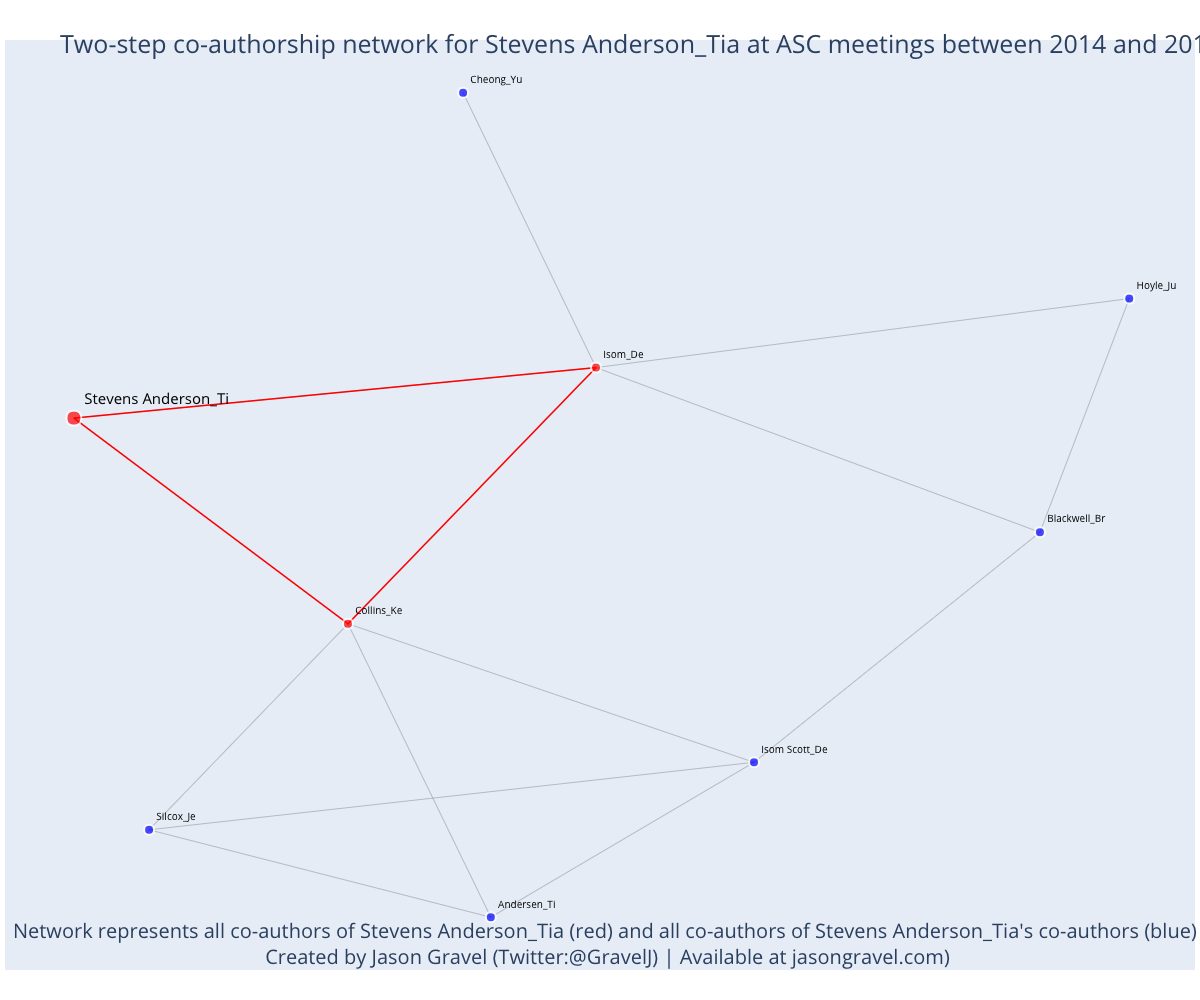 Two-step co-authorship network for Stevens Anderson_Tia at ASC meetings between 2014 and 201
Cheong_Yu
Hoyle_Ju
Isom_De
Stevens Anderson_Ti
Blackwell_Br
Collins_Ke
Isom Scott_De
Silcox_Je
Andersen_Ti
Network represents all co-authors of Stevens Anderson_Tia (red) and all co-authors of Stevens Anderson_Tia's co-authors (blue)
Created by Jason Gravel (Twitter:@GravelJ) | Available at jasongravel.com)